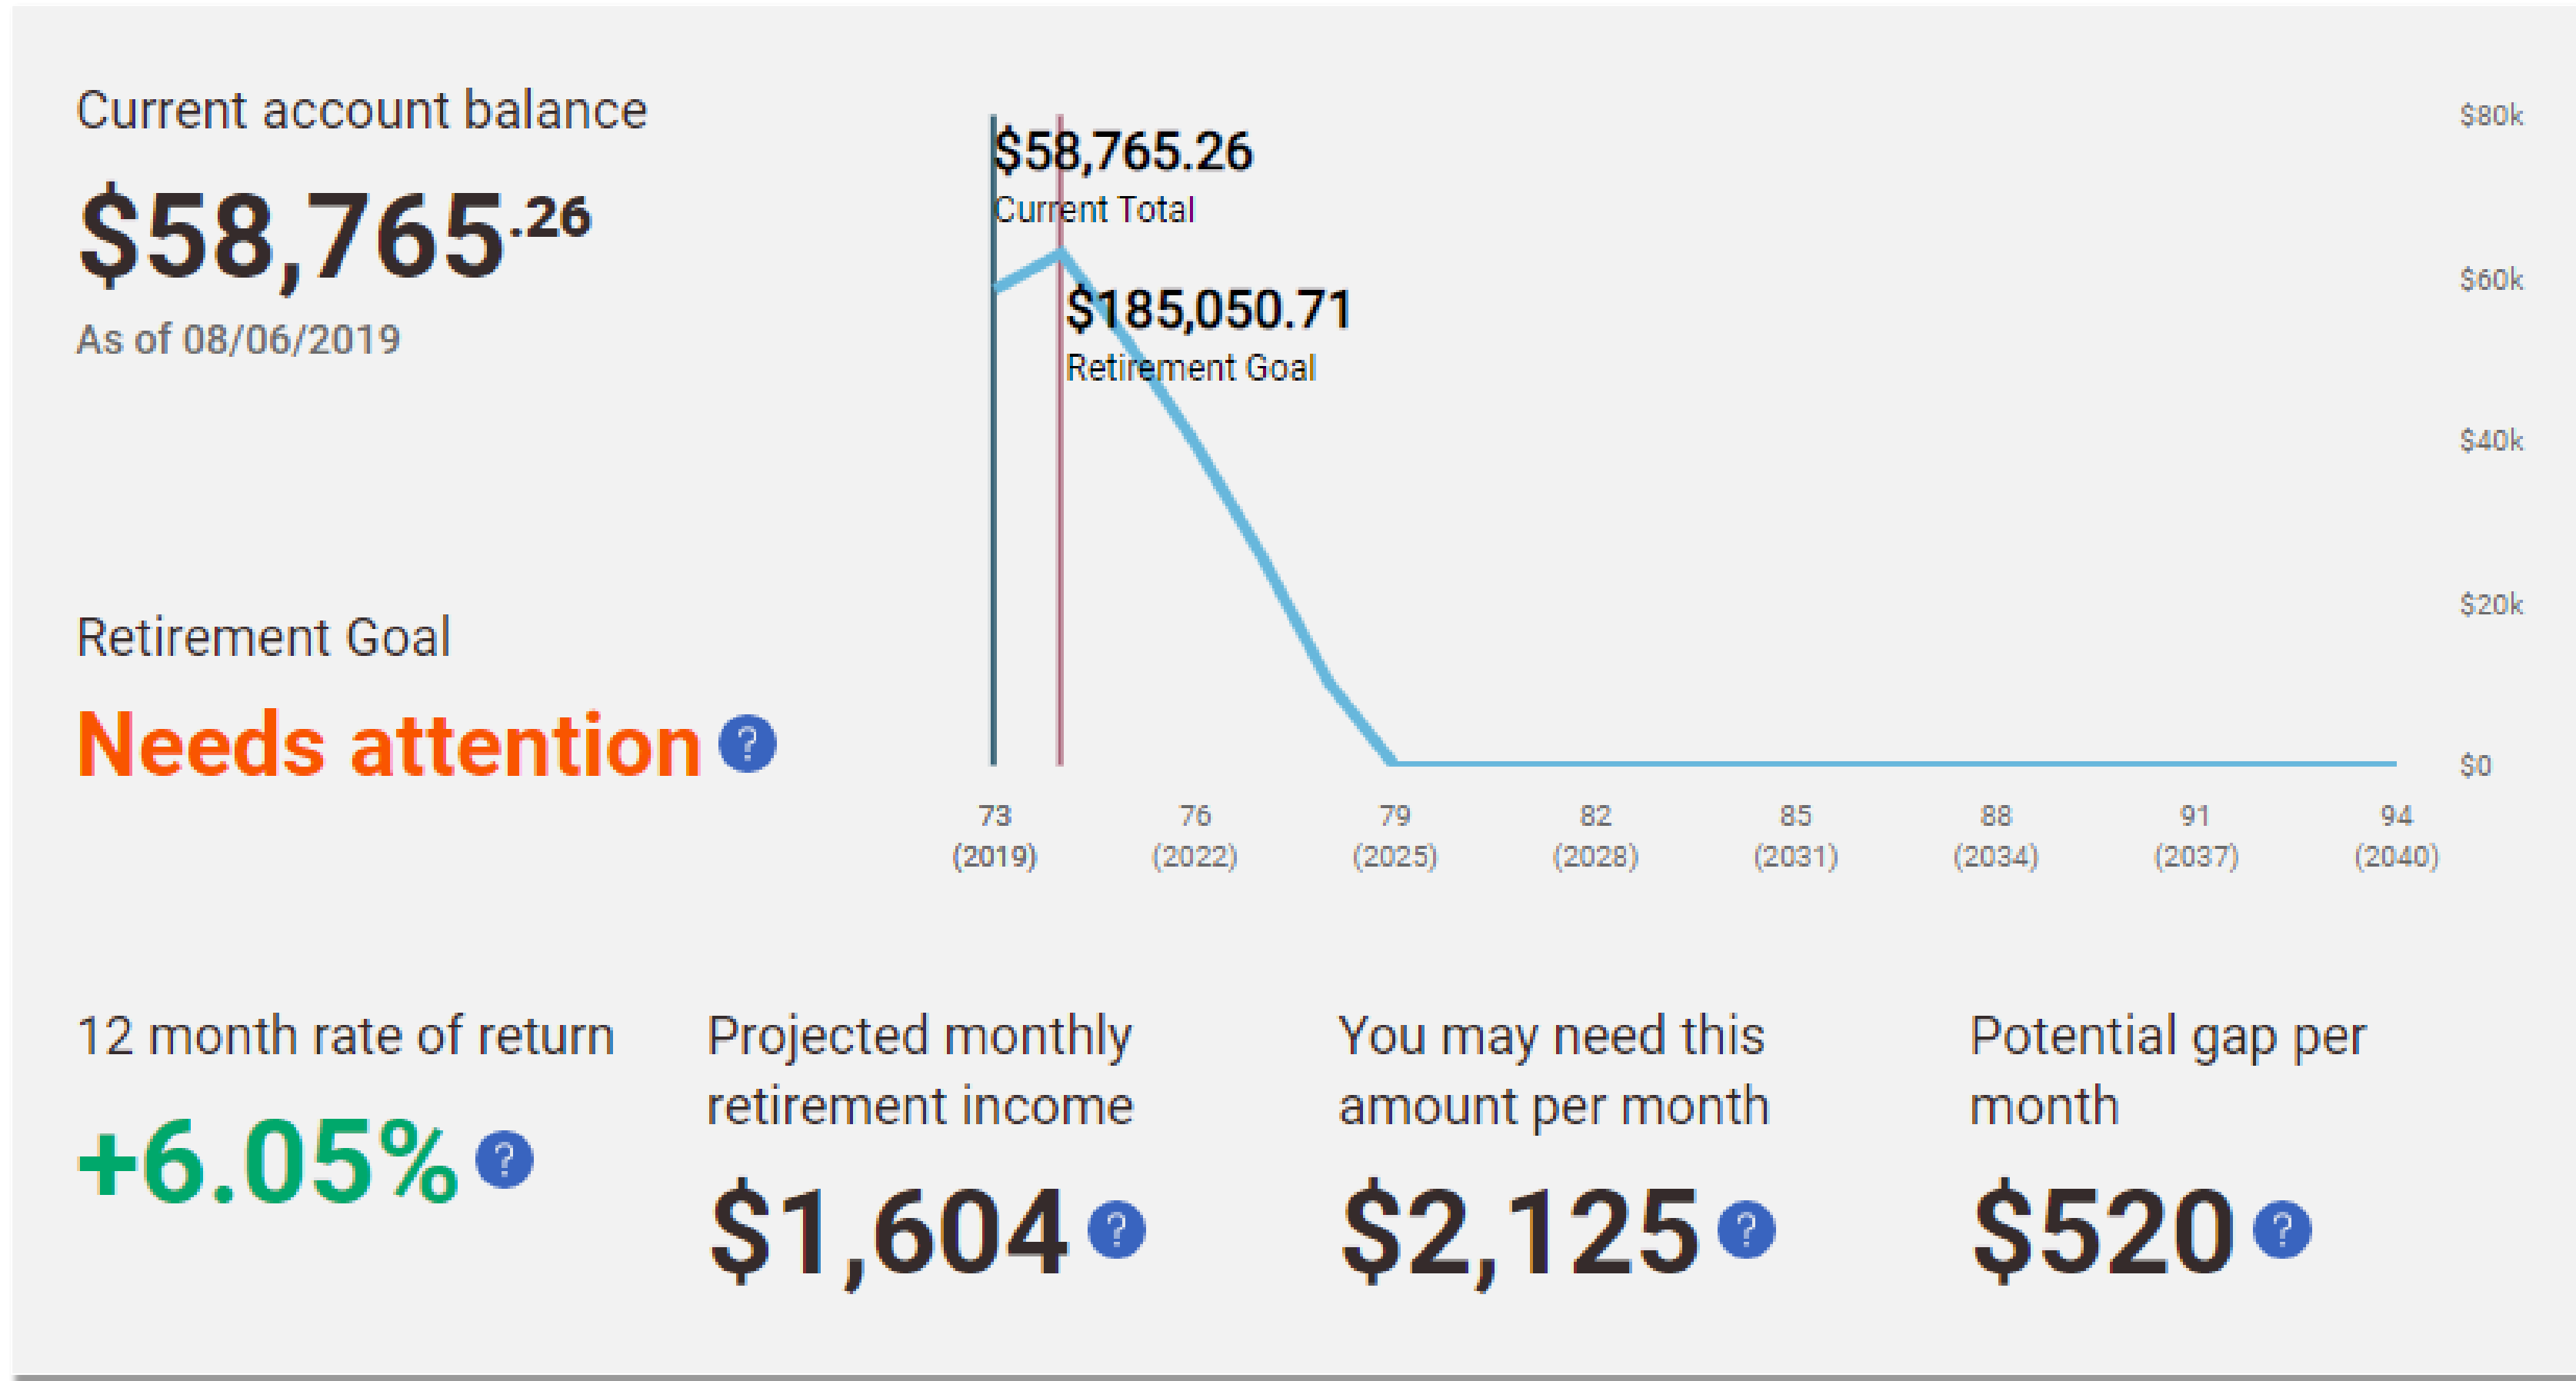 Current account balance
$58,765.26
As of 08/06/2019
Retirement Goal
Needs attention ?
$58,765.26
Current Total
$185,050.71
Retirement Goal
$80k
$60k
$40k
$20k
$0
73 76 79 82 85 88 91 94
(2019) (2022) (2025) (2028) (2031) (2034) (2037) (2040)
12 month rate of return
+6.05% ?
Projected monthly
retirement income
$1,604 ?
You may need this
amount per month
$2,125 ?
Potential gap per
month
$520 ?